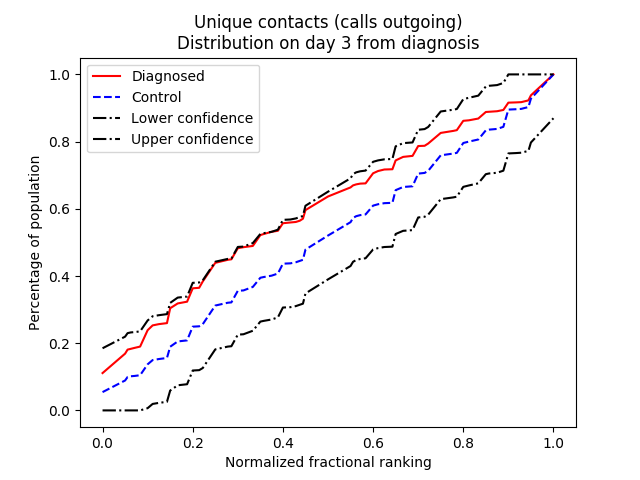 Unique contacts (calls outgoing)
Distribution on day 3 from diagnosis
Diagnosed
Control
Lower confidence
Upper confidence
Percentage of population
1.0
0.8
0.6
0.4
0.2
0.0
0.0 0.2 0.4 0.6 0.8 1.0
Normalized fractional ranking